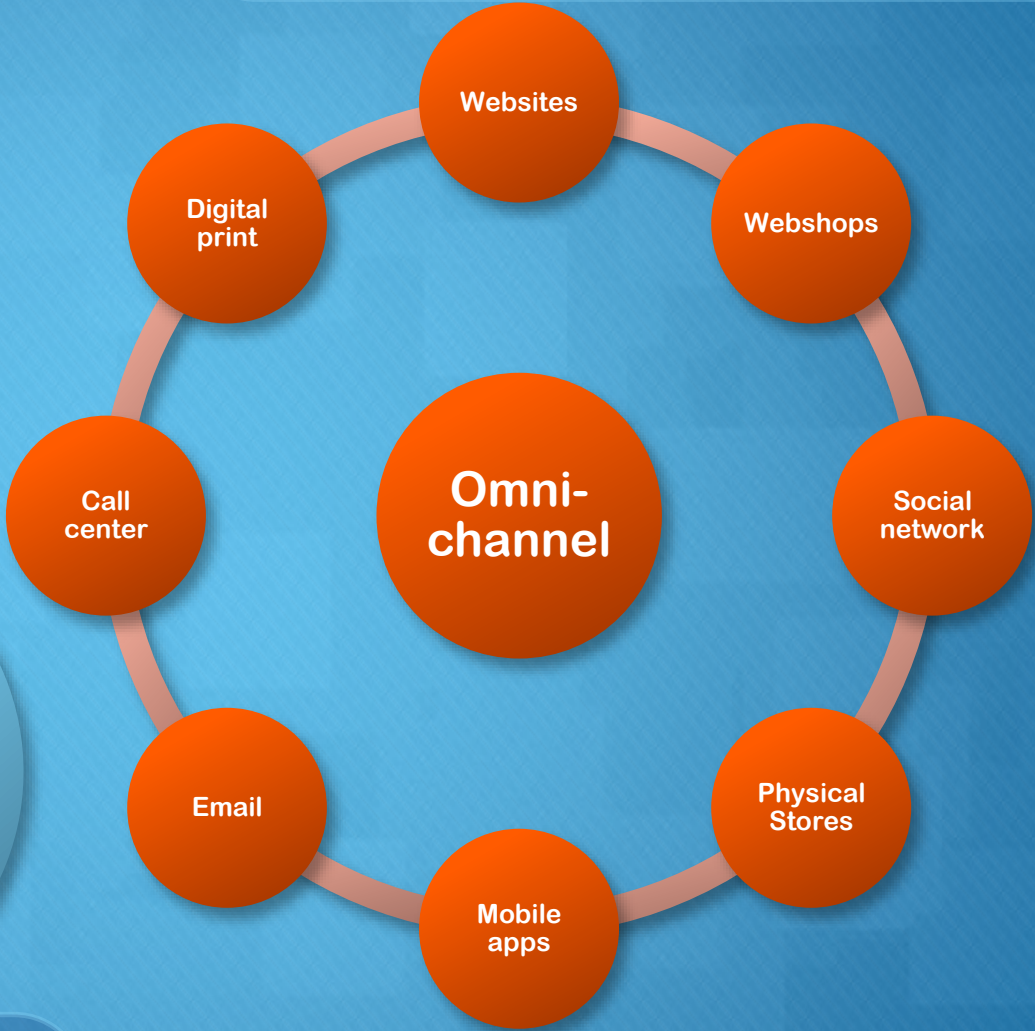 Websites
Digital
print
Webshops
Call
center
Omni-
channel
Social
network
Email
Physical
Stores
Mobile
apps